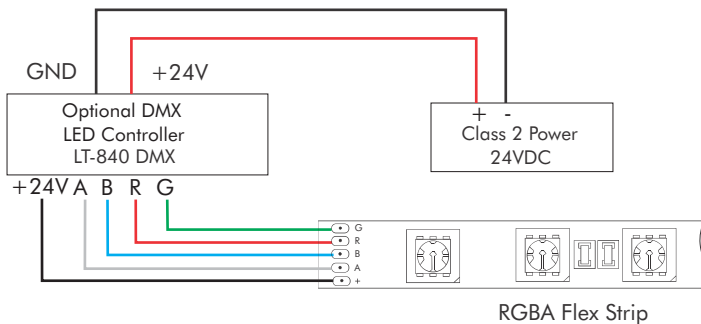 GND +24V
Optional DMX
LED Controller
LT-840 DMX
+ -
Class 2 Power
24VDC
+24V A B R G
G
R
B
A
+
RGBA Flex Strip